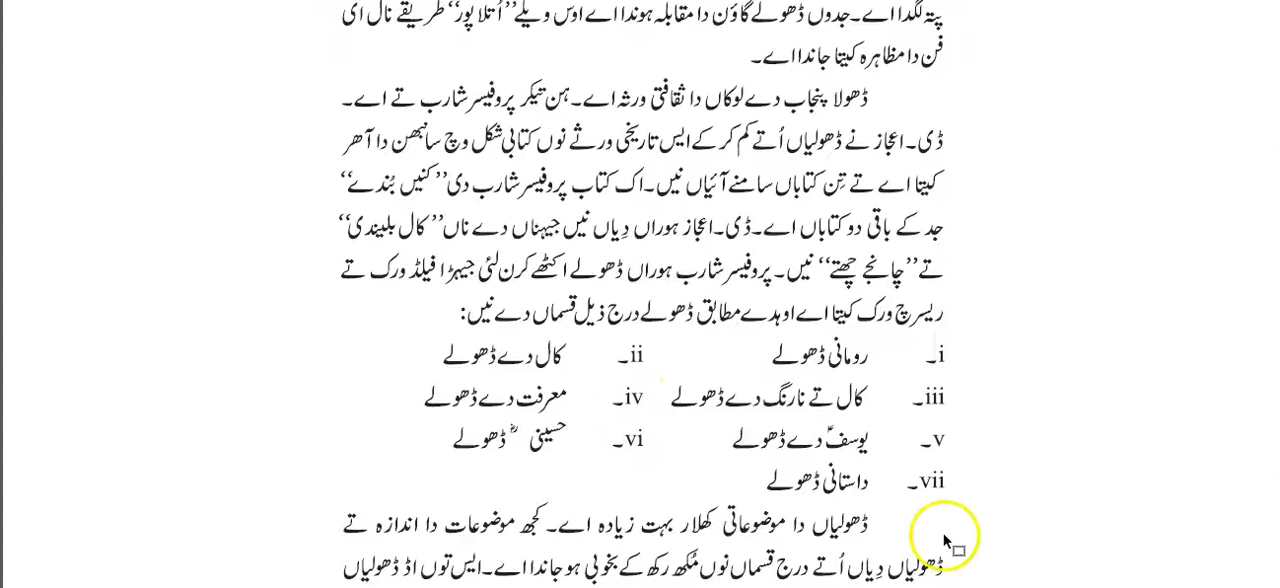 پتہ لگدا اے۔ جدوں ڈھولے گاؤن دا مقابلہ ہوندا اے اوس ویلے ’’اُتلا پور‘‘ طریقے نال ای
فن دا مظاہرہ کیتا جاندا اے۔
ڈھولا پنجاب دے لوکاں دا ثقافتی ورثہ اے۔ ہن تیکر پروفیسر شارب تے اے۔
ڈی۔ اعجاز نے ڈھولیاں اُتے کم کر کے ایس تاریخی ورثے نوں کتابی شکل وچ سانبھن دا آھر
کیتا اے تے تِن کتاباں سامنے آئیاں نیں۔ اک کتاب پروفیسر شارب دی ’’کنیں بُندے‘‘
جد کے باقی دو کتاباں اے۔ ڈی۔ اعجاز ہوراں دِیاں نیں جیہناں دے ناں ’’کال بلیندی‘‘
تے ’’چانجے چھتے‘‘ نیں۔ پروفیسر شارب ہوراں ڈھولے اکٹھے کرن لئی جیہڑا فیلڈ ورک تے
ریسرچ ورک کیتا اے اوہدے مطابق ڈھولے درج ذیل قسماں دے نیں:
i۔ رومانی ڈھولے ii۔ کال دے ڈھولے
iii۔ کال تے نارنگ دے ڈھولے iv۔ معرفت دے ڈھولے
v۔ یوسفؑ دے ڈھولے vi۔ حسینیؓ ڈھولے
vii۔ داستانی ڈھولے
ڈھولیاں دا موضوعاتی کھلار بہت زیادہ اے۔ کجھ موضوعات دا اندازہ تے
ڈھولیاں دِیاں اُتے درج قسماں نوں مُکھ رکھ کے بخوبی ہو جاندا اے۔ ایس توں اڈ ڈھولیاں